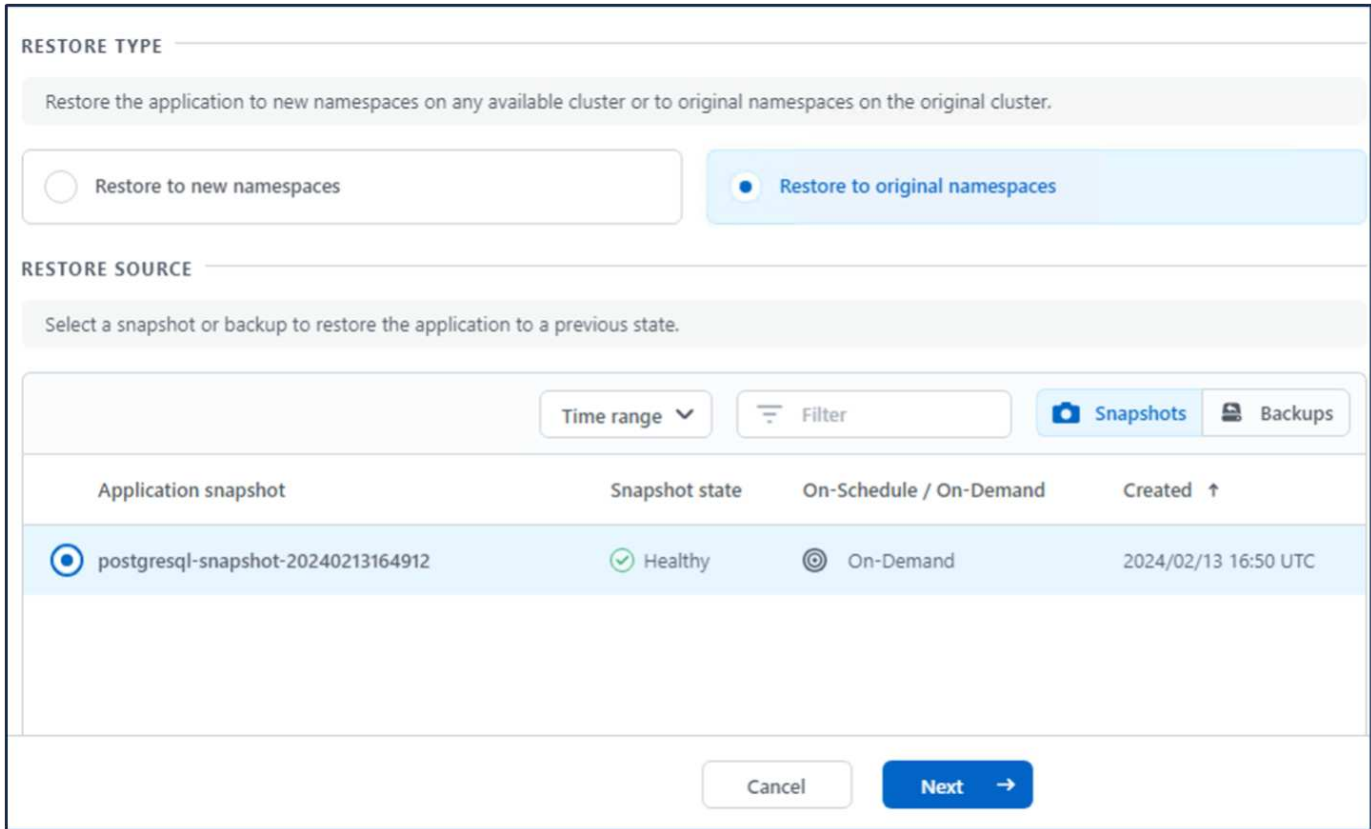 RESTORE TYPE
Restore the application to new namespaces on any available cluster or to original namespaces on the original cluster.
Restore to new namespaces
Restore to original namespaces
RESTORE SOURCE
Select a snapshot or backup to restore the application to a previous state.
Time range Filter Snapshots Backups
Application snapshot Snapshot state On-Schedule / On-Demand Created ↑
postgresql-snapshot-20240213164912 Healthy On-Demand 2024/02/13 16:50 UTC
Cancel Next →